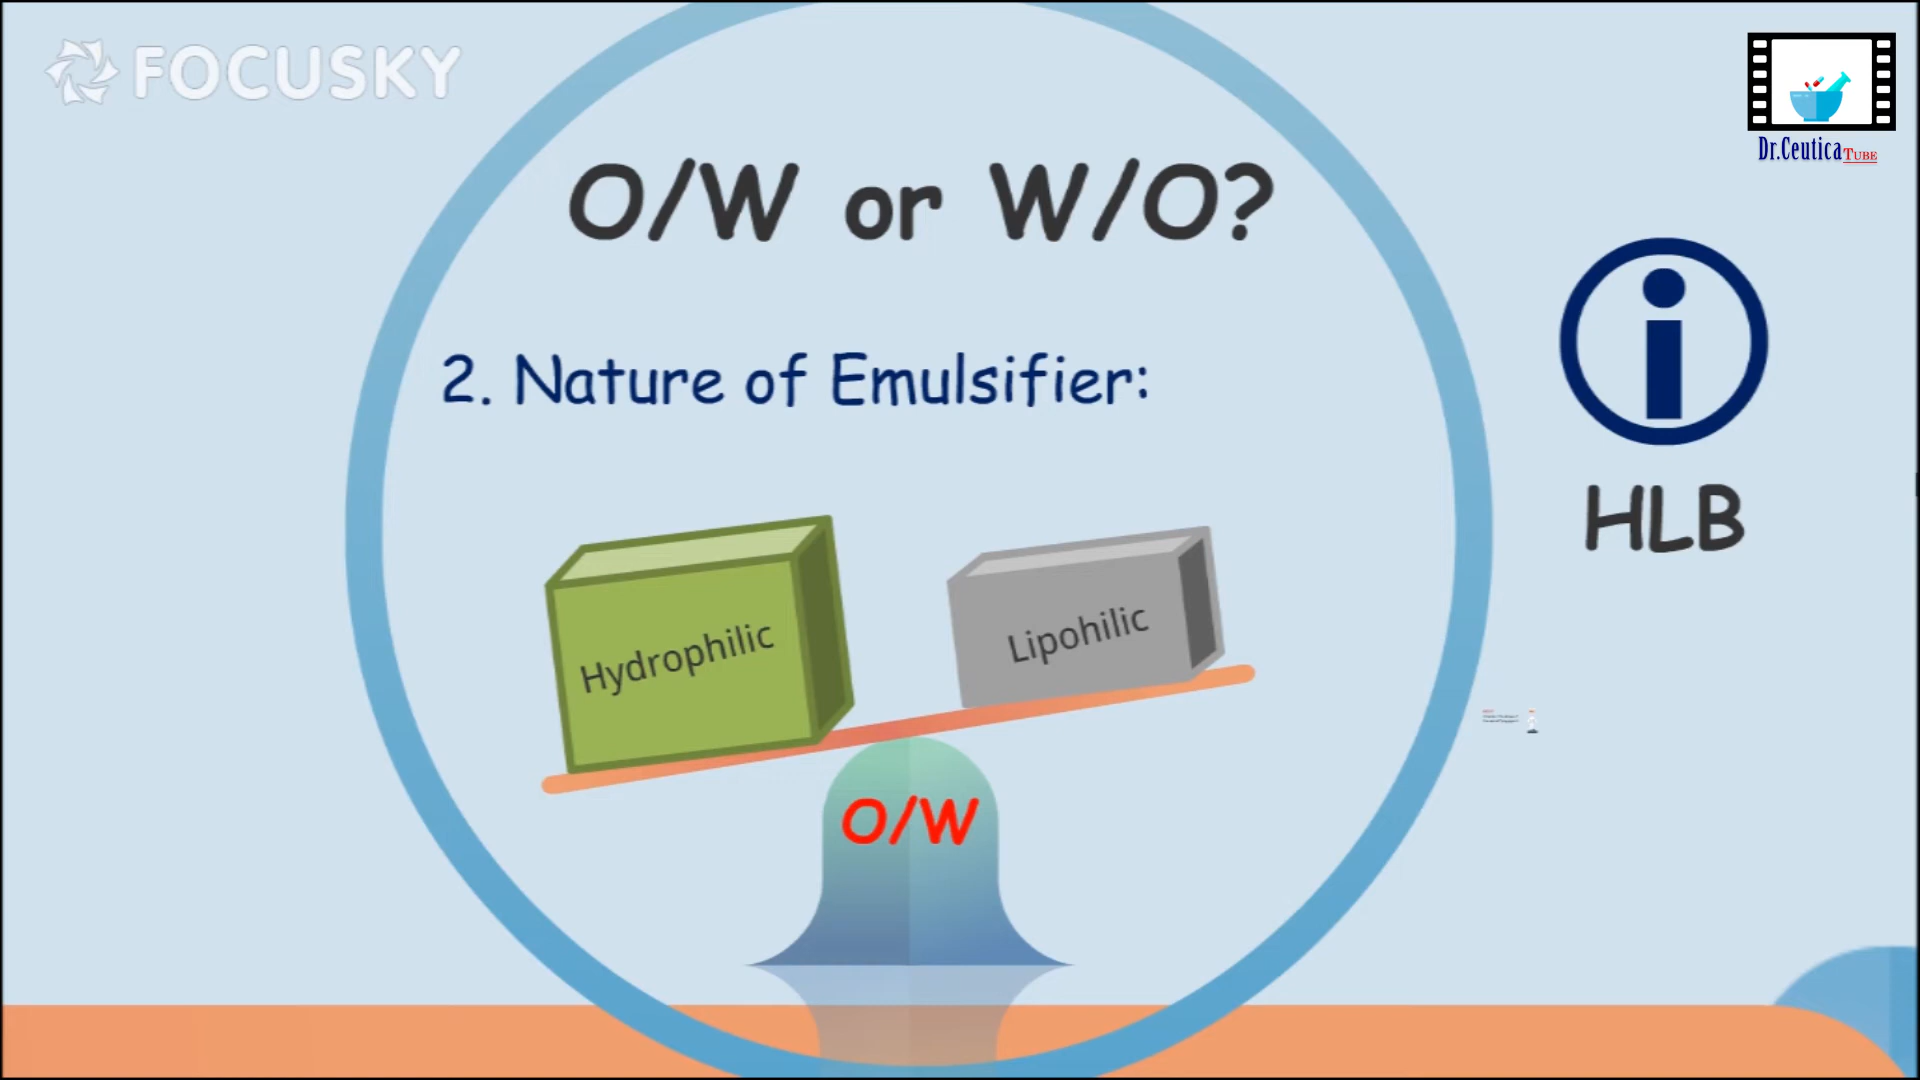 FOCUSKY
Dr.Ceutica TUBE
O/W or W/O?
2. Nature of Emulsifier:
HLB
Hydrophilic
Lipohilic
O/W